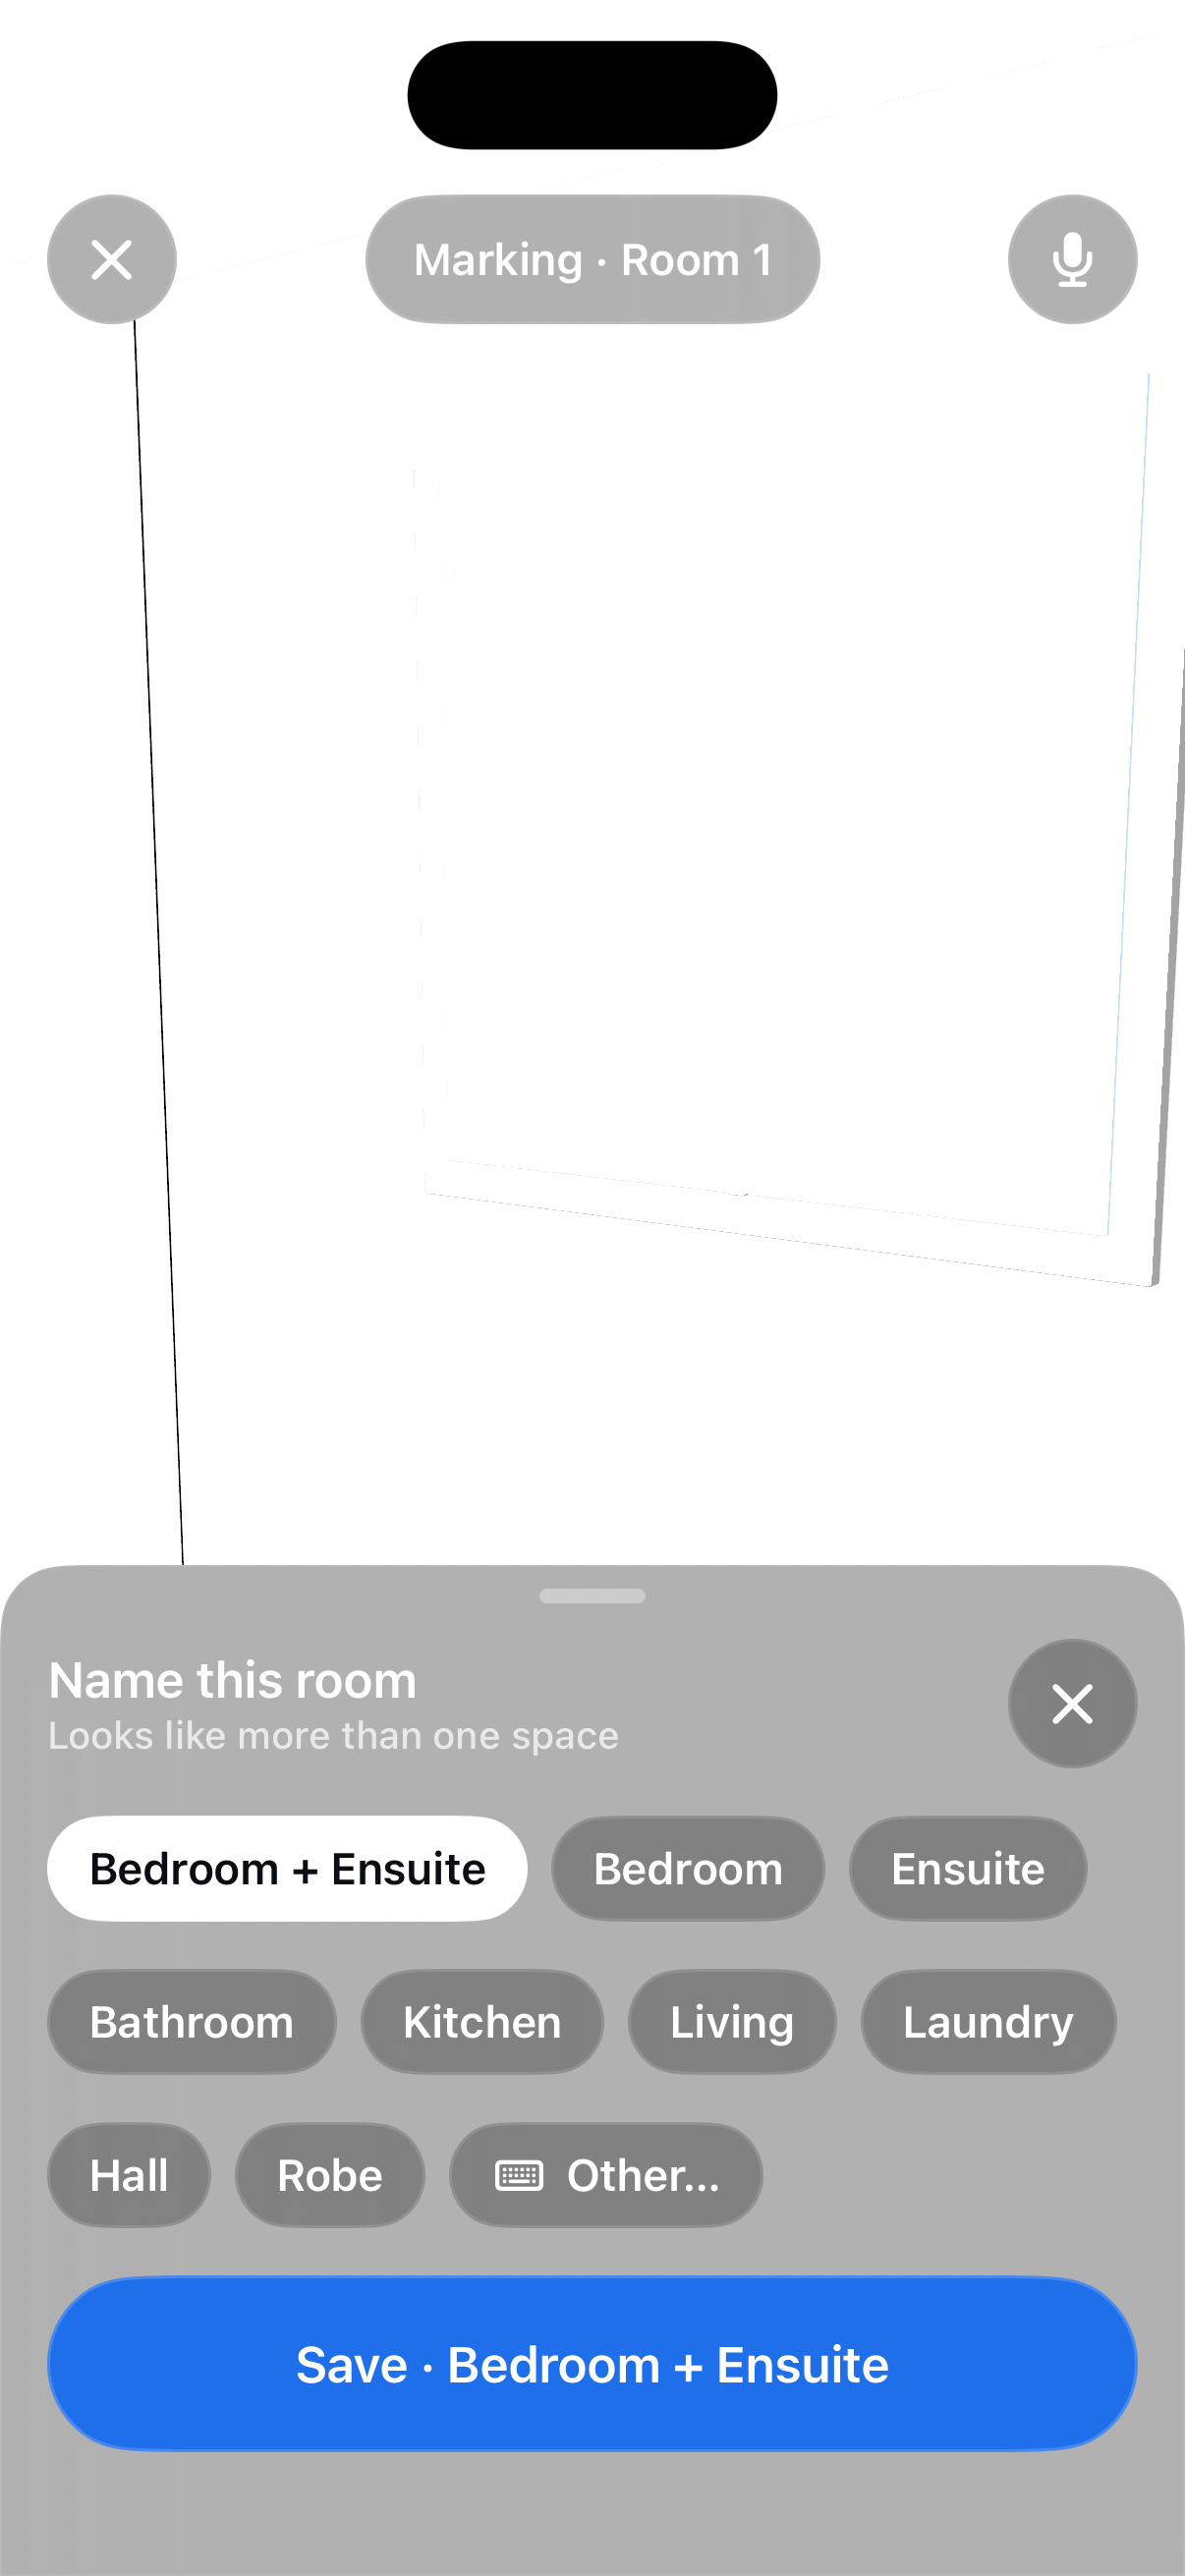 Marking · Room 1
Name this room
Looks like more than one space
Bedroom + Ensuite Bedroom Ensuite
Bathroom Kitchen Living Laundry
Hall Robe Other...
Save · Bedroom + Ensuite